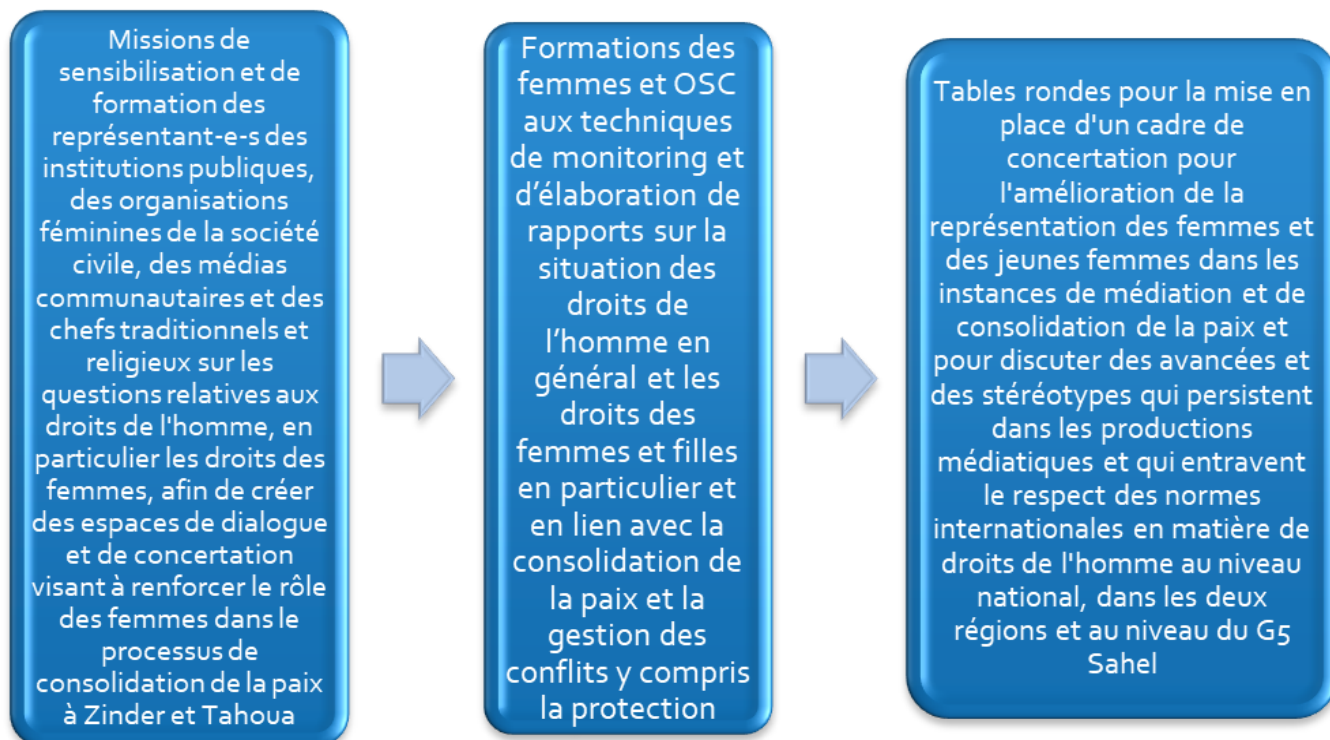 Missions de
sensibilisation et de
formation des
représentant-e-s des
institutions publiques,
des organisations
féminines de la société
civile, des médias
communautaires et des
chefs traditionnels et
religieux sur les
questions relatives aux
droits de l'homme, en
particulier les droits des
femmes, afin de créer
des espaces de dialogue
et de concertation
visant à renforcer le rôle
des femmes dans le
processus de
consolidation de la paix
à Zinder et Tahoua
Formations des
femmes et OSC
aux techniques
de monitoring et
d’élaboration de
rapports sur la
situation des
droits de
l’homme en
général et les
droits des
femmes et filles
en particulier et
en lien avec la
consolidation de
la paix et la
gestion des
conflits y compris
la protection
Tables rondes pour la mise en
place d'un cadre de
concertation pour
l'amélioration de la
représentation des femmes et
des jeunes femmes dans les
instances de médiation et de
consolidation de la paix et
pour discuter des avancées et
des stéréotypes qui persistent
dans les productions
médiatiques et qui entravent
le respect des normes
internationales en matière de
droits de l'homme au niveau
national, dans les deux
régions et au niveau du G5
Sahel